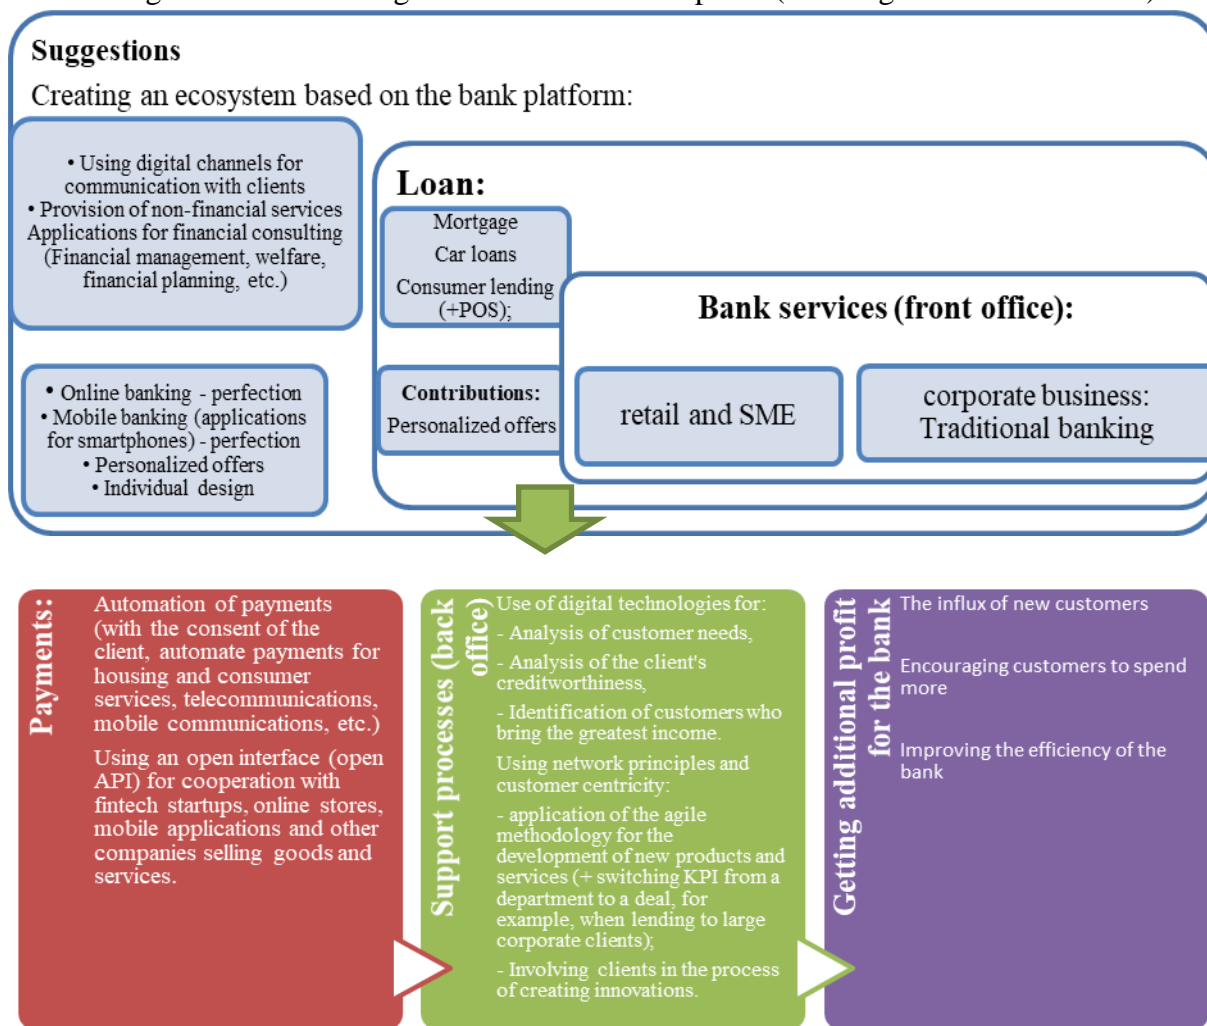 Suggestions
Creating an ecosystem based on the bank platform:
• Using digital channels for
communication with clients
• Provision of non-financial services
Applications for financial consulting
(Financial management, welfare,
financial planning, etc.)
• Online banking - perfection
• Mobile banking (applications
for smartphones) - perfection
• Personalized offers
• Individual design
Loan:
Mortgage
Car loans
Consumer lending
(+POS);
Contributions:
Personalized offers
Bank services (front office):
retail and SME
corporate business:
Traditional banking
Payments:
Automation of payments
(with the consent of the
client, automate payments for
housing and consumer
services, telecommunications,
mobile communications, etc.)
Using an open interface (open
API) for cooperation with
fintech startups, online stores,
mobile applications and other
companies selling goods and
services.
Support processes (back
office)
Use of digital technologies for:
- Analysis of customer needs,
- Analysis of the client's
creditworthiness,
- Identification of customers who
bring the greatest income.
Using network principles and
customer centricity:
- application of the agile
methodology for the
development of new products and
services (+ switching KPI from a
department to a deal, for
example, when lending to large
corporate clients);
- Involving clients in the process
of creating innovations.
Getting additional profit
for the bank
The influx of new customers
Encouraging customers to spend
more
Improving the efficiency of the
bank